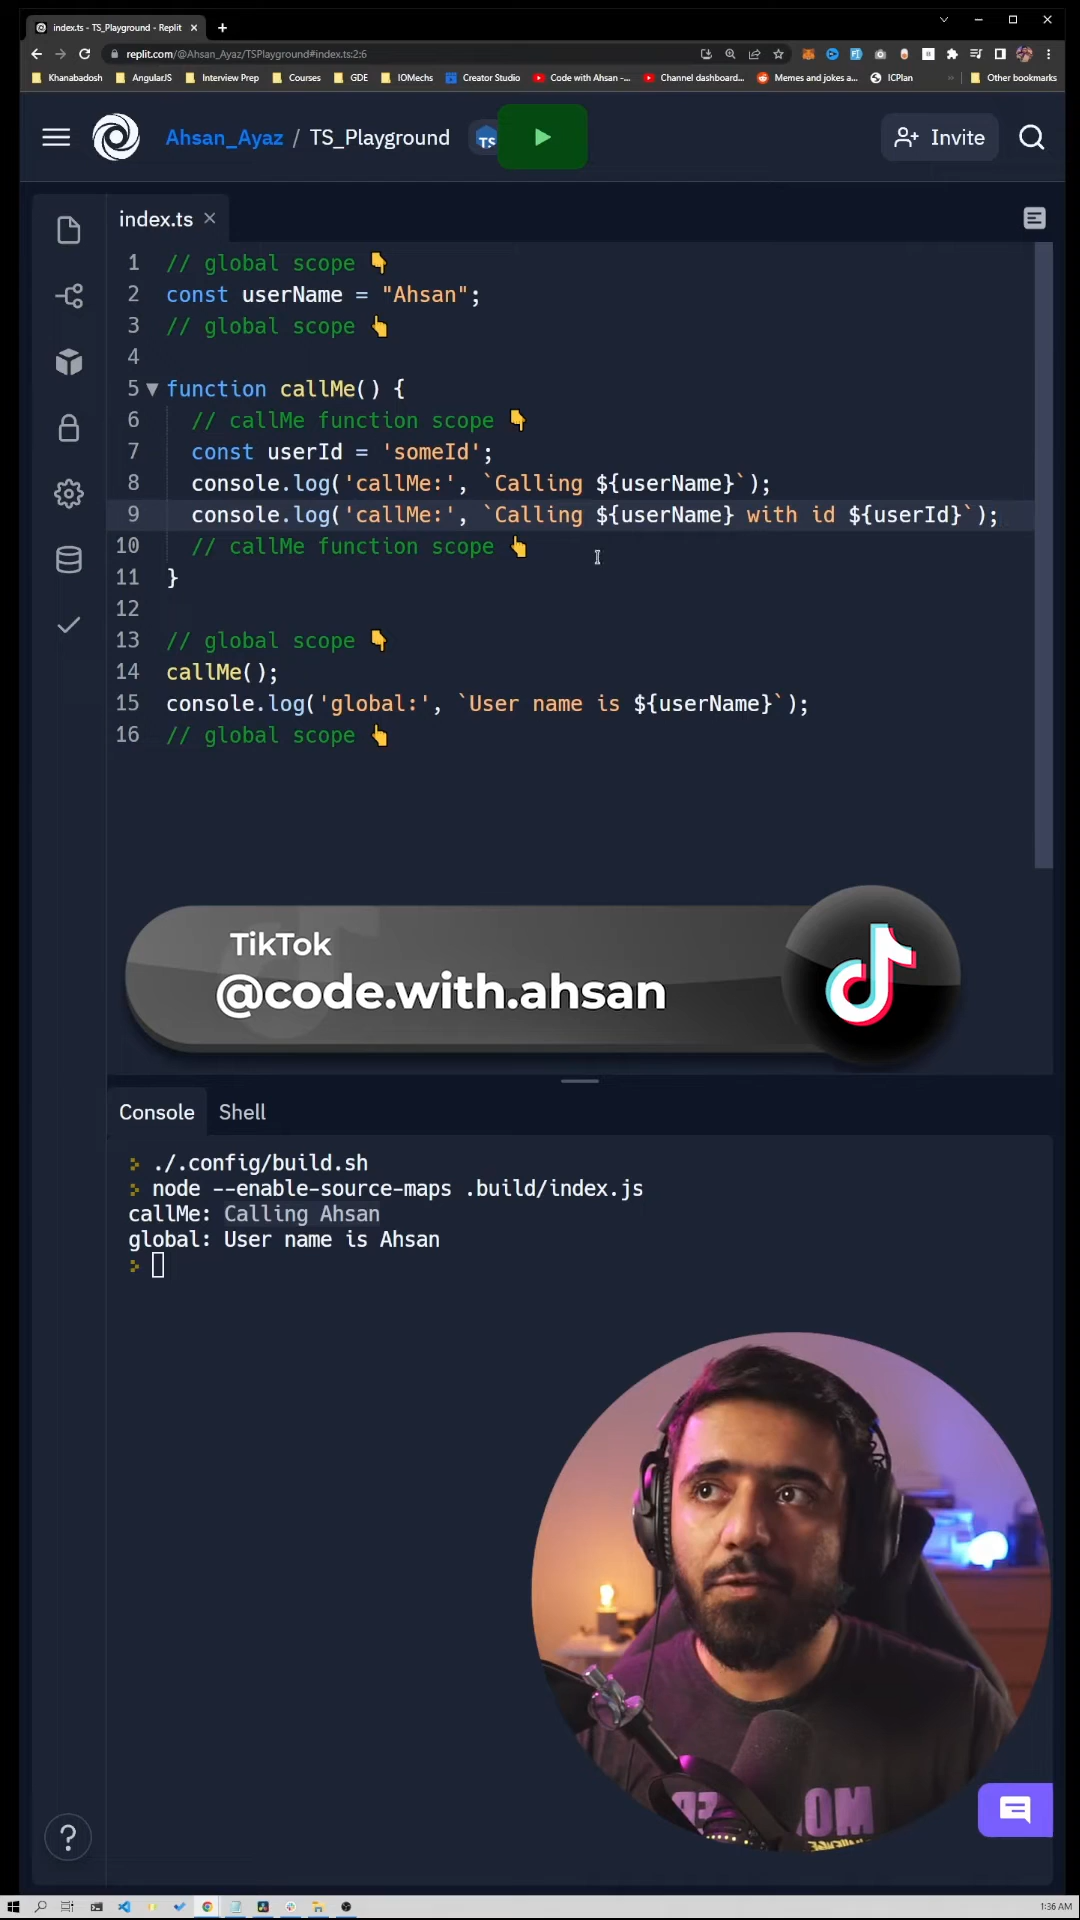 index.ts - TS_Playground - Replit
replit.com/@Ahsan_Ayaz/TSPlayground#index.ts:2:6
Khanabadosh AngularJS Interview Prep Courses GDE IOMechs Creator Studio Code with Ahsan -... Channel dashboard... Memes and jokes a... ICPlan Other bookmarks
Ahsan_Ayaz / TS_Playground TS Invite
index.ts
1 // global scope 👇
2 const userName = "Ahsan";
3 // global scope 👆
4
5 function callMe() {
6 // callMe function scope 👇
7 const userId = 'someId';
8 console.log('callMe:', `Calling ${userName}`);
9 console.log('callMe:', `Calling ${userName} with id ${userId}`);
10 // callMe function scope 👆
11 }
12
13 // global scope 👇
14 callMe();
15 console.log('global:', `User name is ${userName}`);
16 // global scope 👆
TikTok
@code.with.ahsan
Console Shell
./.config/build.sh
node --enable-source-maps .build/index.js
callMe: Calling Ahsan
global: User name is Ahsan
?
1:36 AM